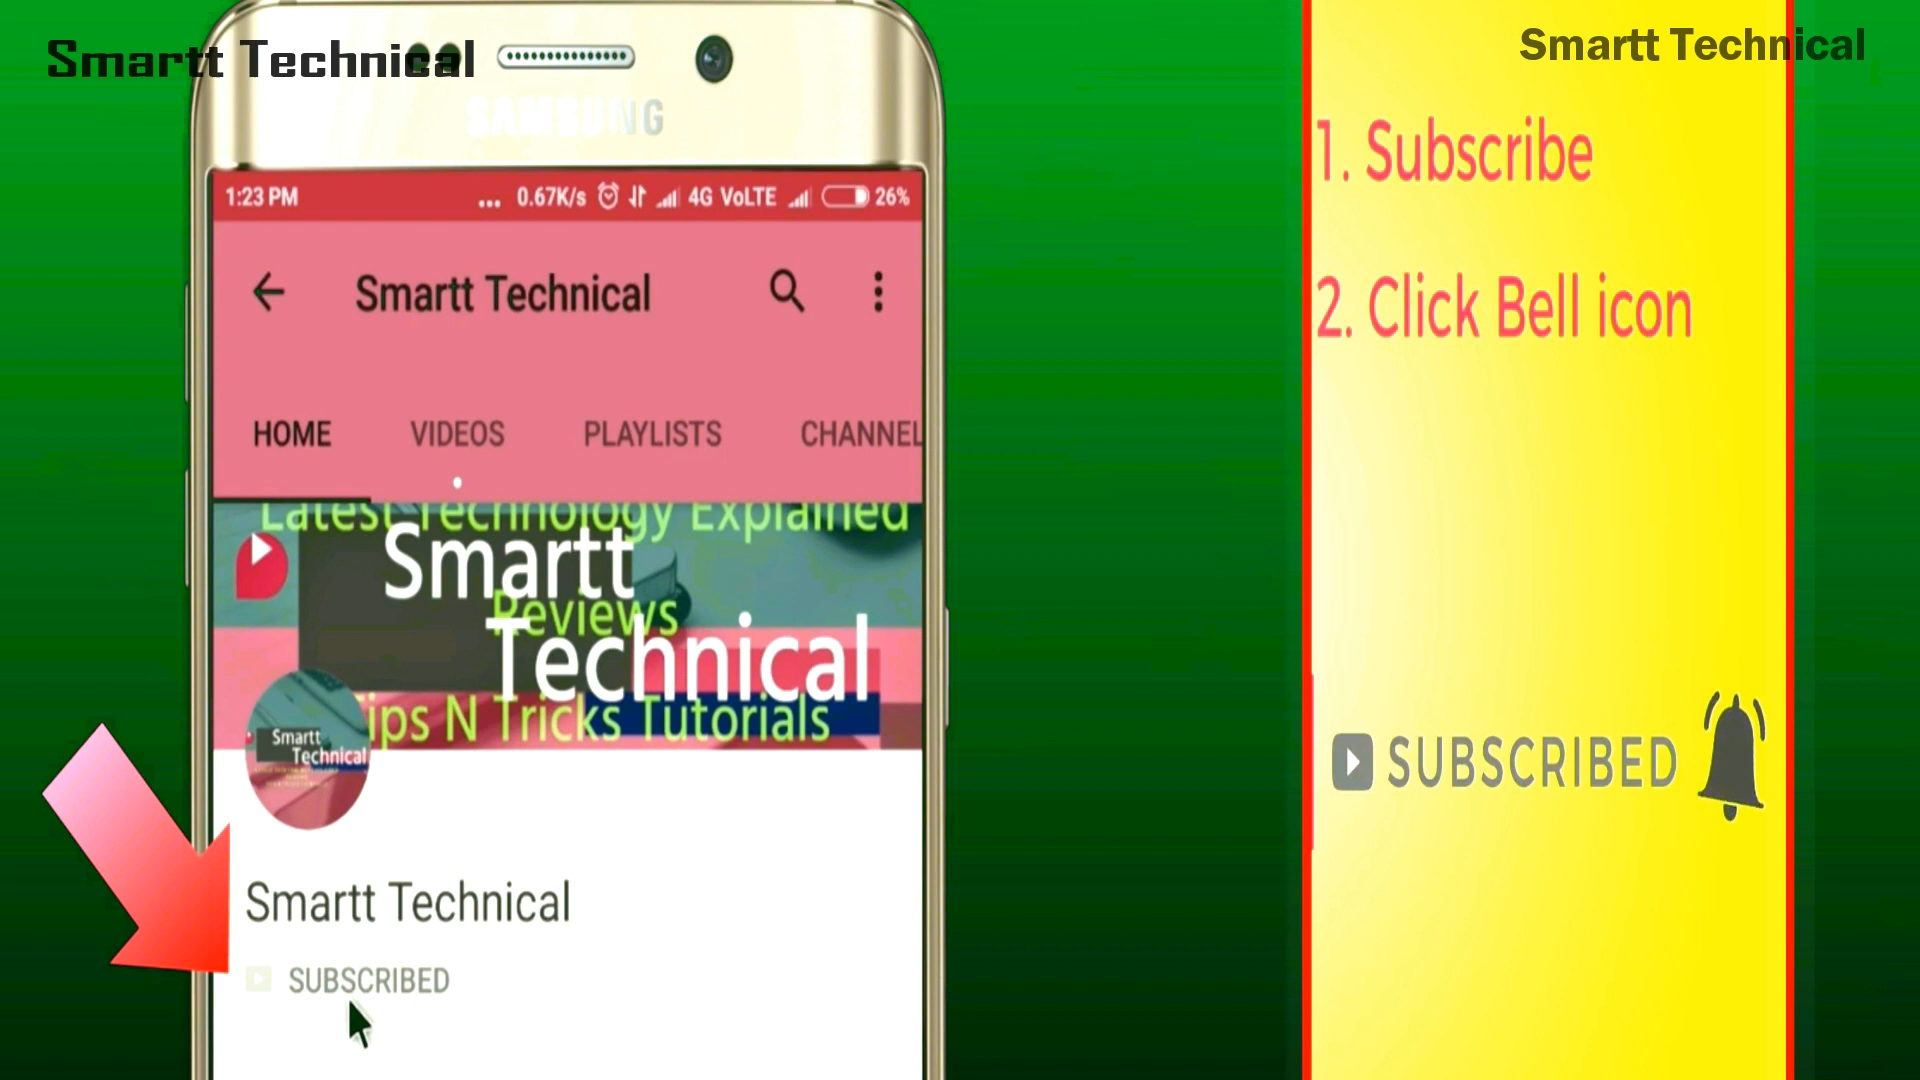 Smartt Technical
Smartt Technical
SAMSUNG
1:23 PM ... 0.67K/s 4G VoLTE 26%
Smartt Technical
HOME VIDEOS PLAYLISTS CHANNEL
Latest Technology Explained
Smartt
Reviews
Technical
Tips N Tricks Tutorials
Smartt
Technical
Smartt Technical
SUBSCRIBED
1. Subscribe
2. Click Bell icon
SUBSCRIBED